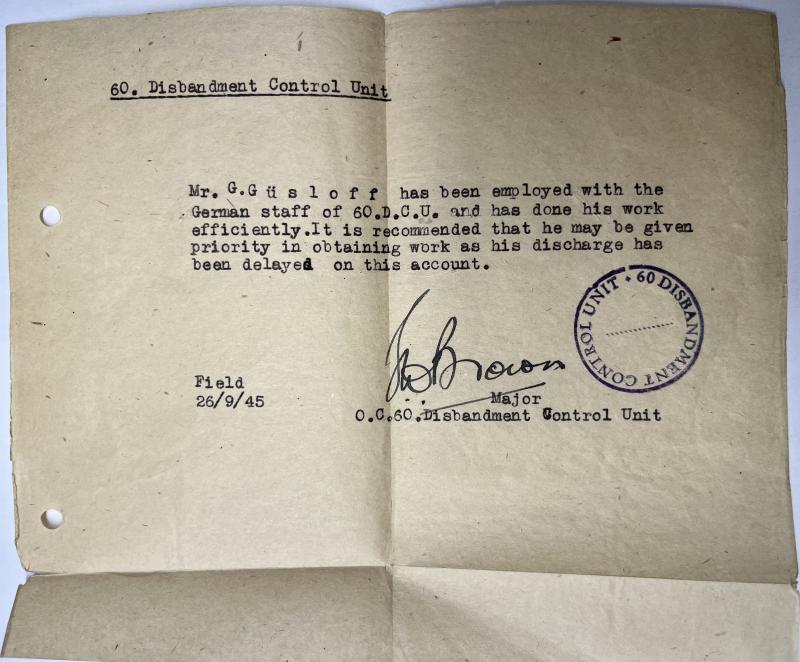 60. Disbandment Control Unit
Mr. G.G ü s l o f f has been employed with the
German staff of 60.D.C.U. and has done his work
efficiently.It is recommended that he may be given
priority in obtaining work as his discharge has
been delayed on this account.
60 DISBANDMENT CONTROL UNIT
Brown
Field
26/9/45
Major
O.C.60.Disbandment Control Unit